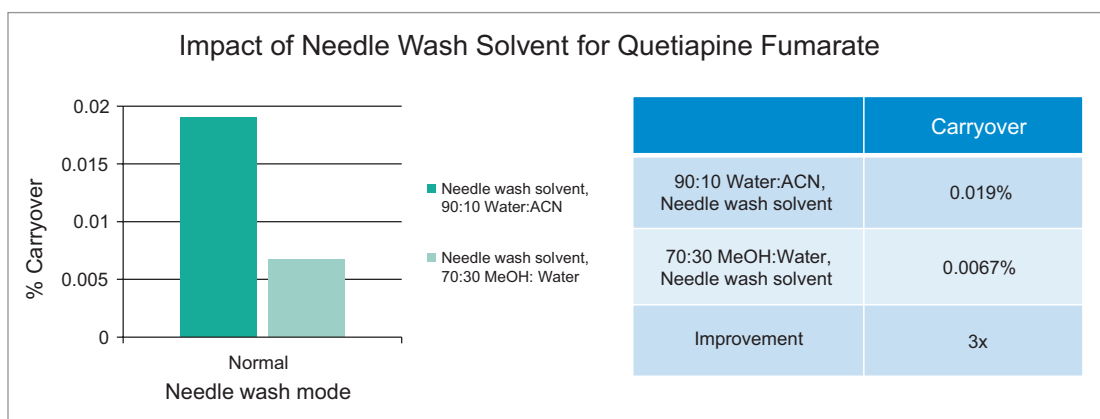 Impact of Needle Wash Solvent for Quetiapine Fumarate
% Carryover
0.02
0.015
0.01
0.005
0
Normal
Needle wash mode
Needle wash solvent,
90:10 Water:ACN
Needle wash solvent,
70:30 MeOH: Water
Carryover
90:10 Water:ACN,
Needle wash solvent
0.019%
70:30 MeOH:Water,
Needle wash solvent
0.0067%
Improvement
3x